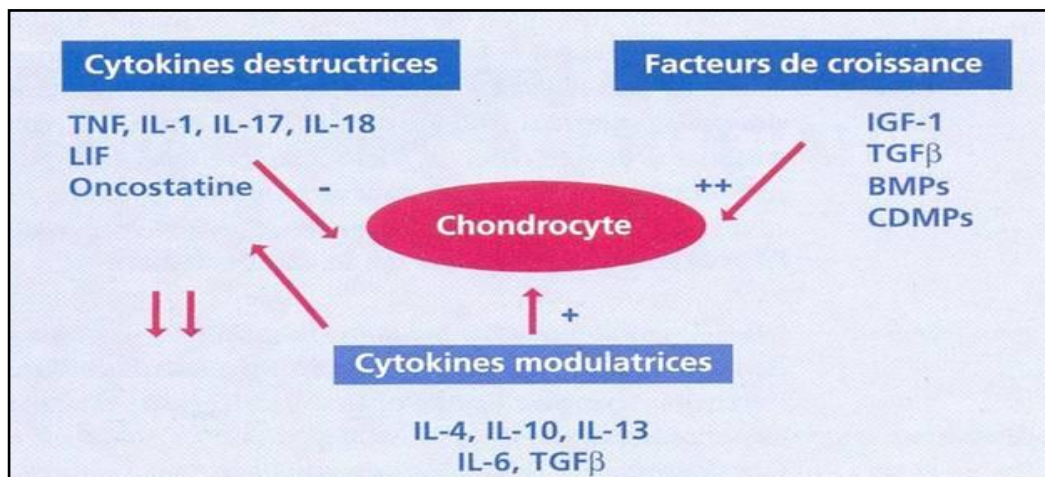 Cytokines destructrices
TNF, IL-1, IL-17, IL-18
LIF
Oncostatine
-
Facteurs de croissance
IGF-1
TGFβ
BMPs
CDMPs
++
Chondrocyte
+
Cytokines modulatrices
IL-4, IL-10, IL-13
IL-6, TGFβ